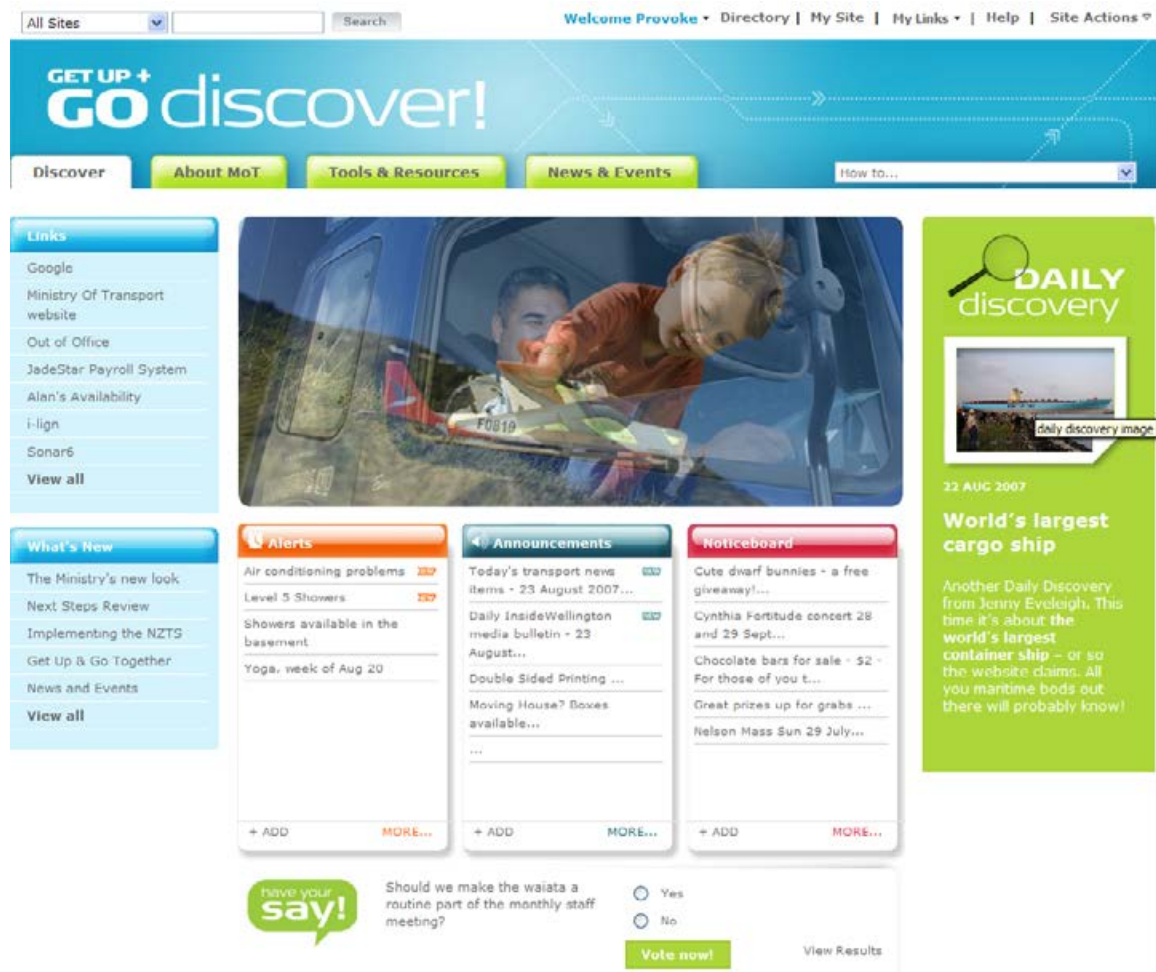 All Sites
Search
Welcome Provoke
Directory | My Site | My Links | Help | Site Actions
GET UP +
GO discover!
Discover
About MoT
Tools & Resources
News & Events
How to...
Links
Google
Ministry Of Transport
website
Out of Office
JadeStar Payroll System
Alan's Availability
i-lign
Sonar6
View all
What's New
The Ministry's new look
Next Steps Review
Implementing the NZTS
Get Up & Go Together
News and Events
View all
F0819
Alerts
Air conditioning problems NEW
Level 5 Showers NEW
Showers available in the
basement
Yoga, week of Aug 20
+ ADD MORE...
Announcements
Today's transport news NEW
items - 23 August 2007...
Daily InsideWellington NEW
media bulletin - 23
August...
Double Sided Printing ...
Moving House? Boxes
available...
...
+ ADD MORE...
Noticeboard
Cute dwarf bunnies - a free
giveaway!...
Cynthia Fortitude concert 28
and 29 Sept...
Chocolate bars for sale - $2 -
For those of you t...
Great prizes up for grabs ...
Nelson Mass Sun 29 July...
+ ADD MORE...
DAILY
discovery
daily discovery image
22 AUG 2007
World's largest
cargo ship
Another Daily Discovery
from Jenny Eveleigh. This
time it's about the
world's largest
container ship – or so
the website claims. All
you maritime bods out
there will probably know!
have your
say!
Should we make the waiata a
routine part of the monthly staff
meeting?
Yes
No
Vote now!
View Results